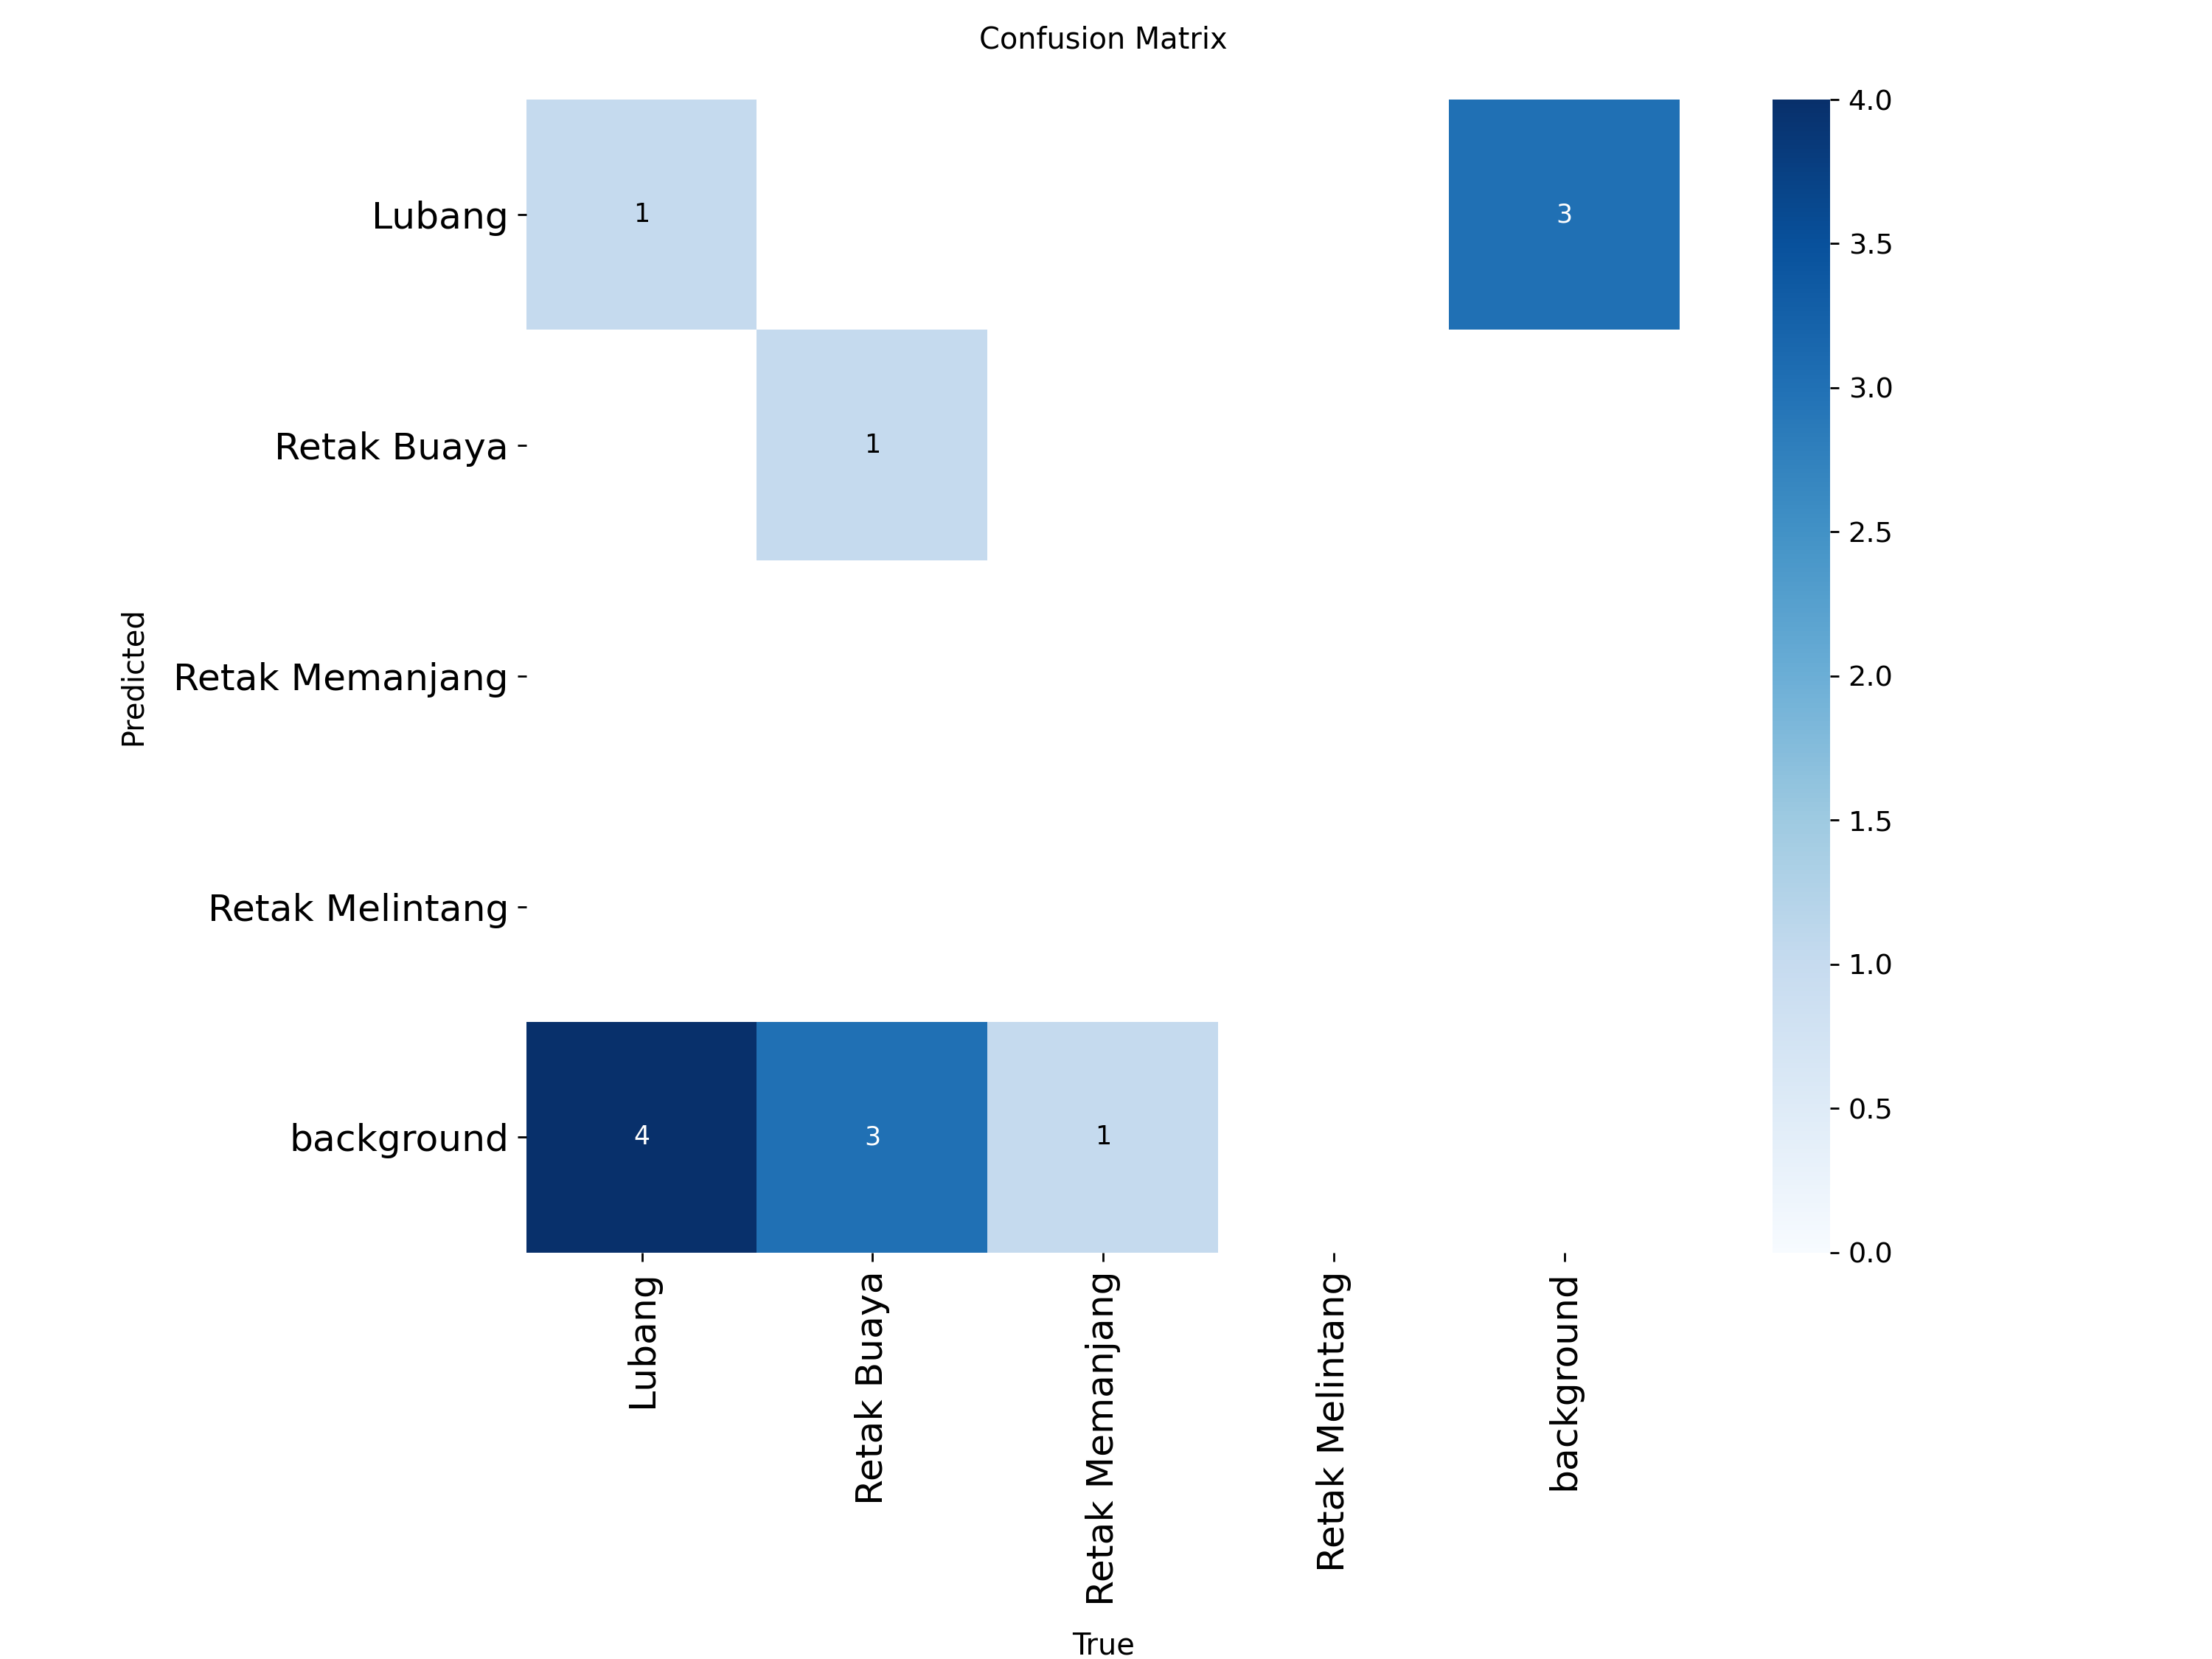 Confusion Matrix
Predicted
Lubang
Retak Buaya
Retak Memanjang
Retak Melintang
background
1
3
1
4
3
1
4.0
3.5
3.0
2.5
2.0
1.5
1.0
0.5
0.0
Lubang
Retak Buaya
Retak Memanjang
Retak Melintang
background
True